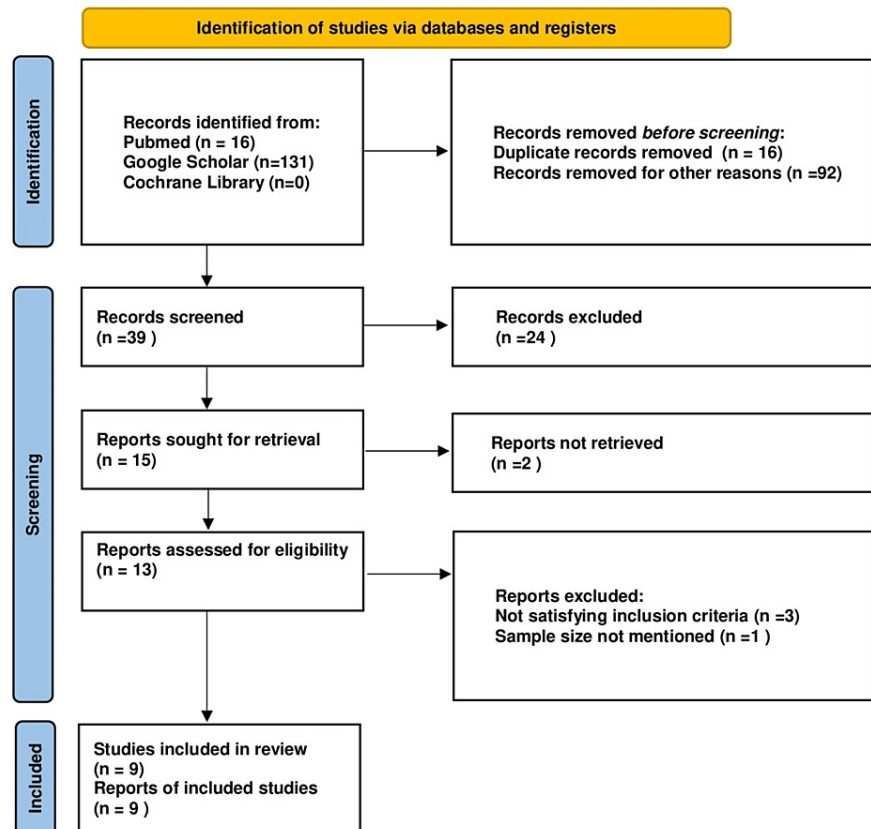 Identification of studies via databases and registers
Identification
Records identified from:
Pubmed (n = 16)
Google Scholar (n=131)
Cochrane Library (n=0)
Records removed before screening:
Duplicate records removed (n = 16)
Records removed for other reasons (n =92)
Screening
Records screened
(n =39 )
Records excluded
(n =24 )
Reports sought for retrieval
(n = 15)
Reports not retrieved
(n =2 )
Reports assessed for eligibility
(n = 13)
Reports excluded:
Not satisfying inclusion criteria (n =3)
Sample size not mentioned (n =1 )
Included
Studies included in review
(n = 9)
Reports of included studies
(n = 9 )